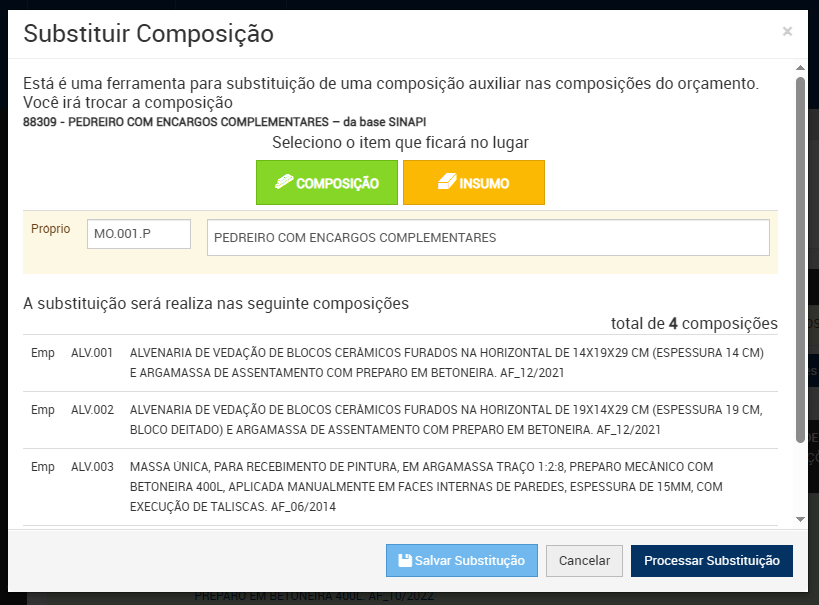 Substituir Composição
×
Está é uma ferramenta para substituição de uma composição auxiliar nas composições do orçamento.
Você irá trocar a composição
88309 - PEDREIRO COM ENCARGOS COMPLEMENTARES – da base SINAPI
Seleciono o item que ficará no lugar
COMPOSIÇÃO INSUMO
Próprio MO.001.P PEDREIRO COM ENCARGOS COMPLEMENTARES
A substituição será realiza nas seguinte composições
total de 4 composições
Emp ALV.001 ALVENARIA DE VEDAÇÃO DE BLOCOS CERÂMICOS FURADOS NA HORIZONTAL DE 14X19X29 CM (ESPESSURA 14 CM)
E ARGAMASSA DE ASSENTAMENTO COM PREPARO EM BETONEIRA. AF_12/2021
Emp ALV.002 ALVENARIA DE VEDAÇÃO DE BLOCOS CERÂMICOS FURADOS NA HORIZONTAL DE 19X14X29 CM (ESPESSURA 19 CM,
BLOCO DEITADO) E ARGAMASSA DE ASSENTAMENTO COM PREPARO EM BETONEIRA. AF_12/2021
Emp ALV.003 MASSA ÚNICA, PARA RECEBIMENTO DE PINTURA, EM ARGAMASSA TRAÇO 1:2:8, PREPARO MECÂNICO COM
BETONEIRA 400L, APLICADA MANUALMENTE EM FACES INTERNAS DE PAREDES, ESPESSURA DE 15MM, COM
EXECUÇÃO DE TALISCAS. AF_06/2014
Salvar Substitução Cancelar Processar Substituição
PREPARO EM BETONEIRA 400L. AF_10/2022